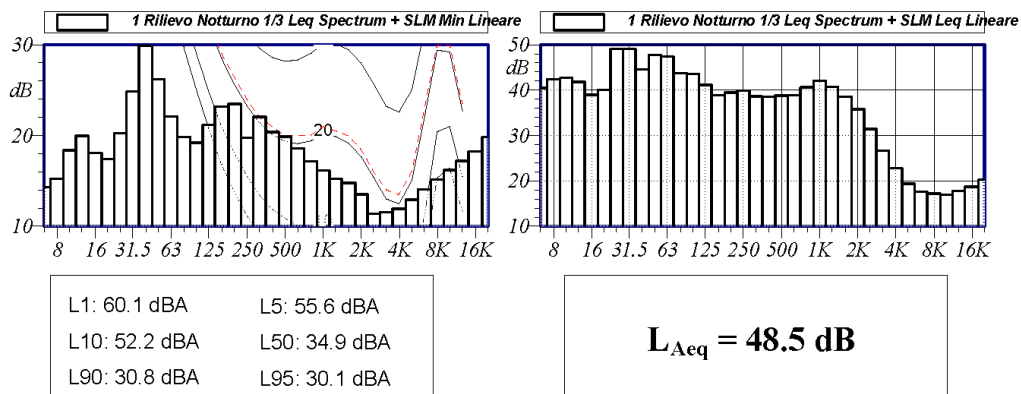 1 Rilievo Notturno 1/3 Leq Spectrum + SLM Min Lineare
30
dB
20
10
20
8 16 31.5 63 125 250 500 1K 2K 4K 8K 16K
1 Rilievo Notturno 1/3 Leq Spectrum + SLM Leq Lineare
50
dB
40
30
20
10
8 16 31.5 63 125 250 500 1K 2K 4K 8K 16K
L1: 60.1 dBA L5: 55.6 dBA
L10: 52.2 dBA L50: 34.9 dBA
L90: 30.8 dBA L95: 30.1 dBA
LAeq = 48.5 dB